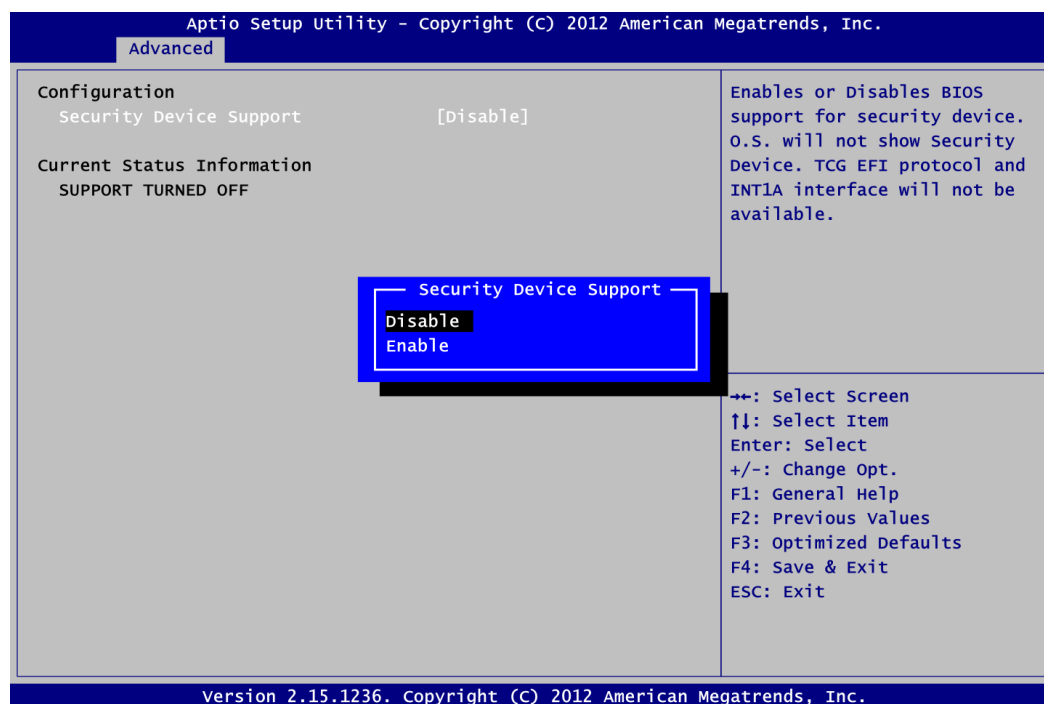 Aptio Setup Utility - Copyright (C) 2012 American Megatrends, Inc.
Advanced
Configuration
Security Device Support [Disable]
Current Status Information
SUPPORT TURNED OFF
Security Device Support
Disable
Enable
Enables or Disables BIOS
support for security device.
O.S. will not show Security
Device. TCG EFI protocol and
INT1A interface will not be
available.
→←: Select Screen
↑↓: Select Item
Enter: Select
+/-: Change Opt.
F1: General Help
F2: Previous Values
F3: Optimized Defaults
F4: Save & Exit
ESC: Exit
Version 2.15.1236. Copyright (C) 2012 American Megatrends, Inc.